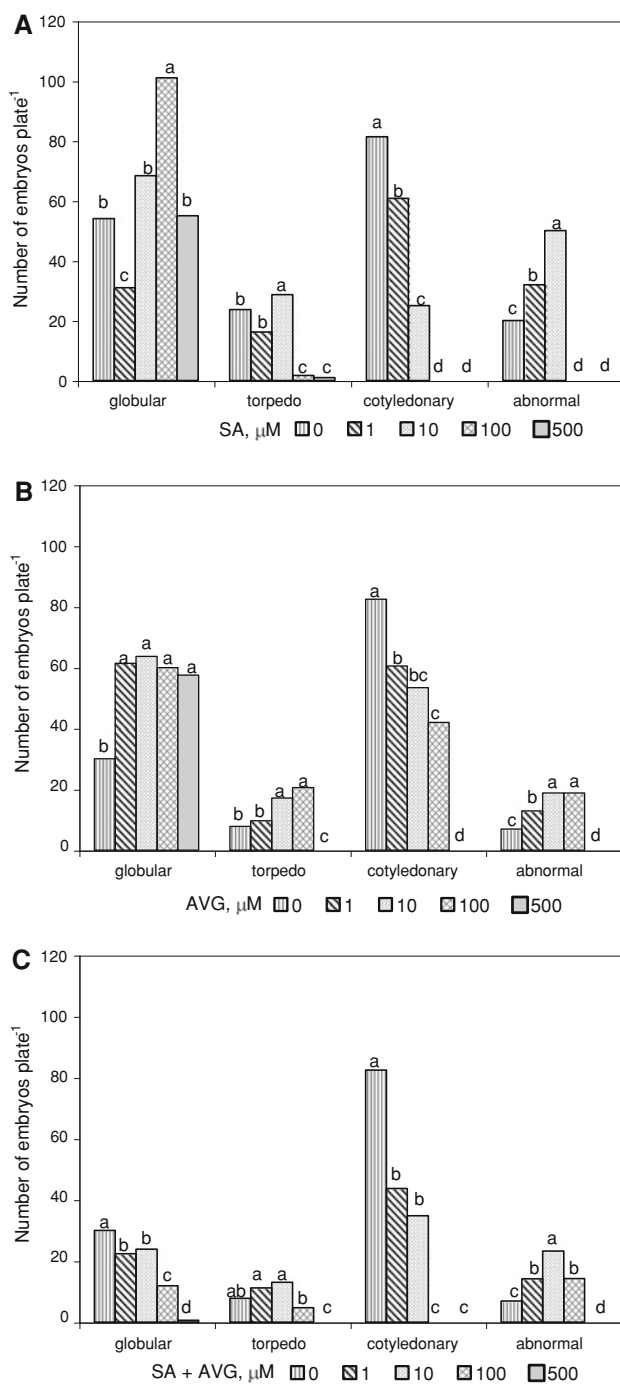 A
Number of embryos plate-1
120
100
80
60
40
20
0
b c b a b
b b a c c
a b c d d
c b a d d
globular torpedo cotyledonary abnormal
SA, µM 0 1 10 100 500
B
Number of embryos plate-1
120
100
80
60
40
20
0
b a a a a
b b a a c
a b bc c d
c b a a d
globular torpedo cotyledonary abnormal
AVG, µM 0 1 10 100 500
C
Number of embryos plate-1
120
100
80
60
40
20
0
a b b c d
ab a a b c
a b b c c
c b a b d
globular torpedo cotyledonary abnormal
SA + AVG, µM 0 1 10 100 500